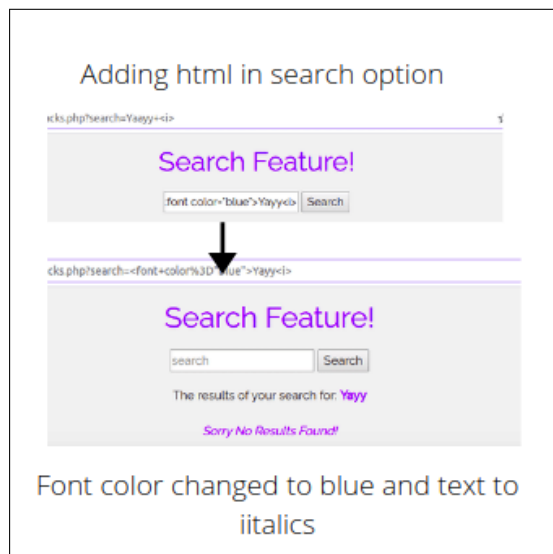 Adding html in search option
cks.php?search=Yaayy+<i>
Search Feature!
font color="blue">Yayy<i> Search
cks.php?search=<font+color%3D"blue">Yayy<i>
Search Feature!
search Search
The results of your search for: Yayy
Sorry No Results Found!
Font color changed to blue and text to
iitalics